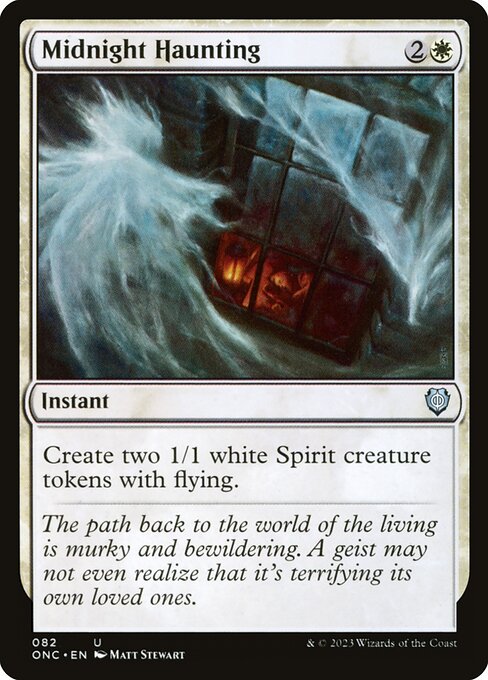 Midnight Haunting 2
Instant
Create two 1/1 white Spirit creature
tokens with flying.
The path back to the world of the living
is murky and bewildering. A geist may
not even realize that it's terrifying its
own loved ones.
082 U
ONC • EN Matt Stewart
& © 2023 Wizards of the Coast